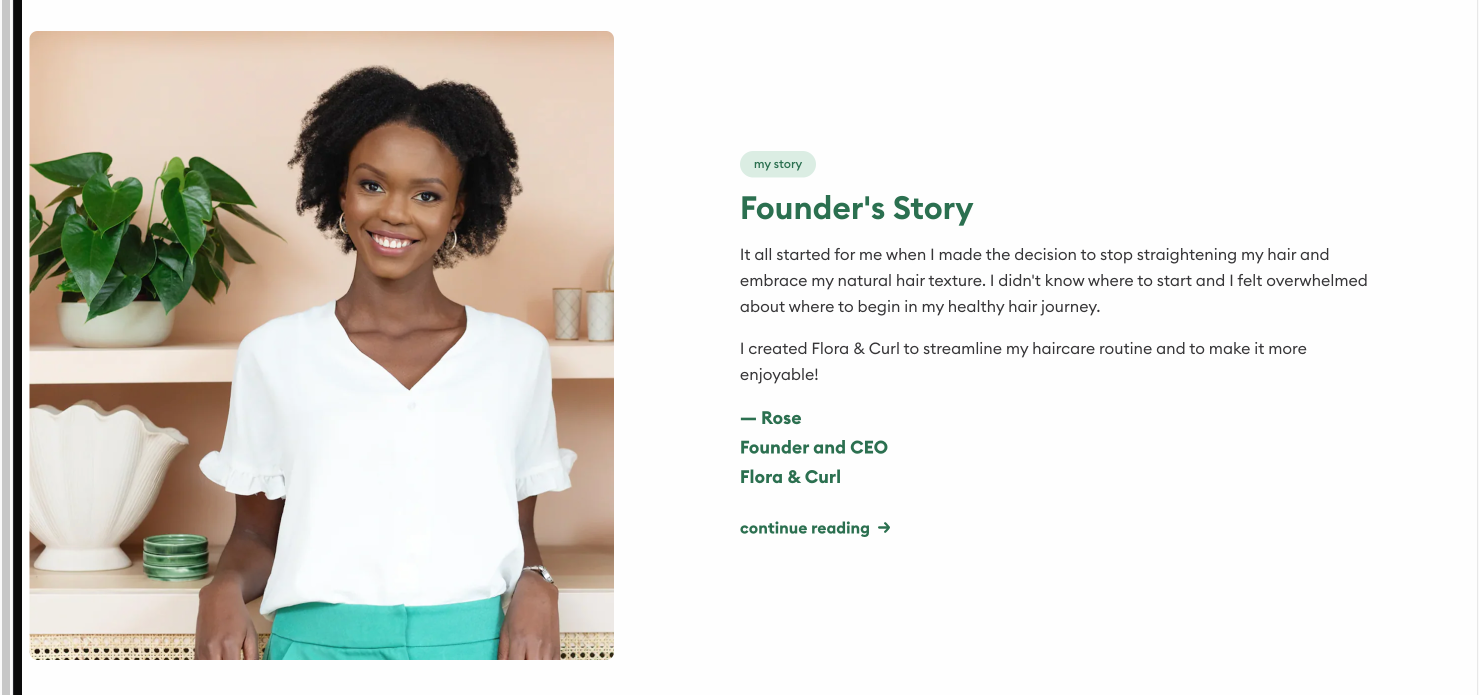 my story
Founder's Story
It all started for me when I made the decision to stop straightening my hair and
embrace my natural hair texture. I didn't know where to start and I felt overwhelmed
about where to begin in my healthy hair journey.
I created Flora & Curl to streamline my haircare routine and to make it more
enjoyable!
— Rose
Founder and CEO
Flora & Curl
continue reading →